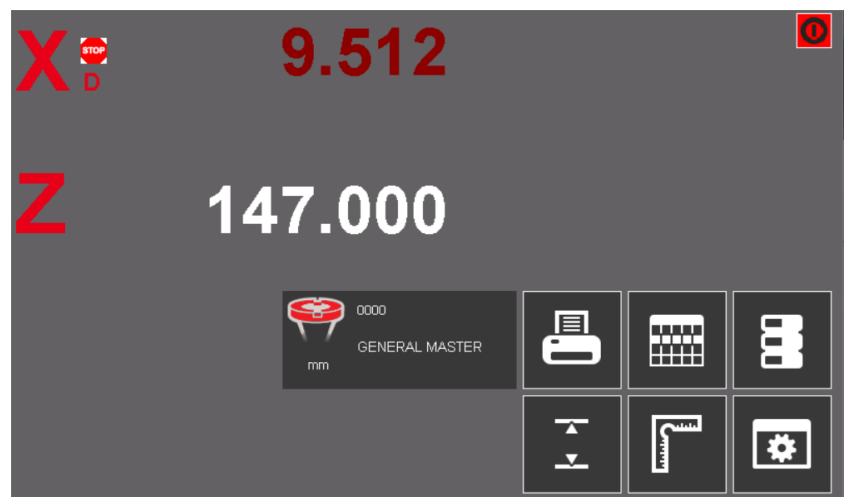 X STOP 9.512
D
Z 147.000
0000
GENERAL MASTER
mm